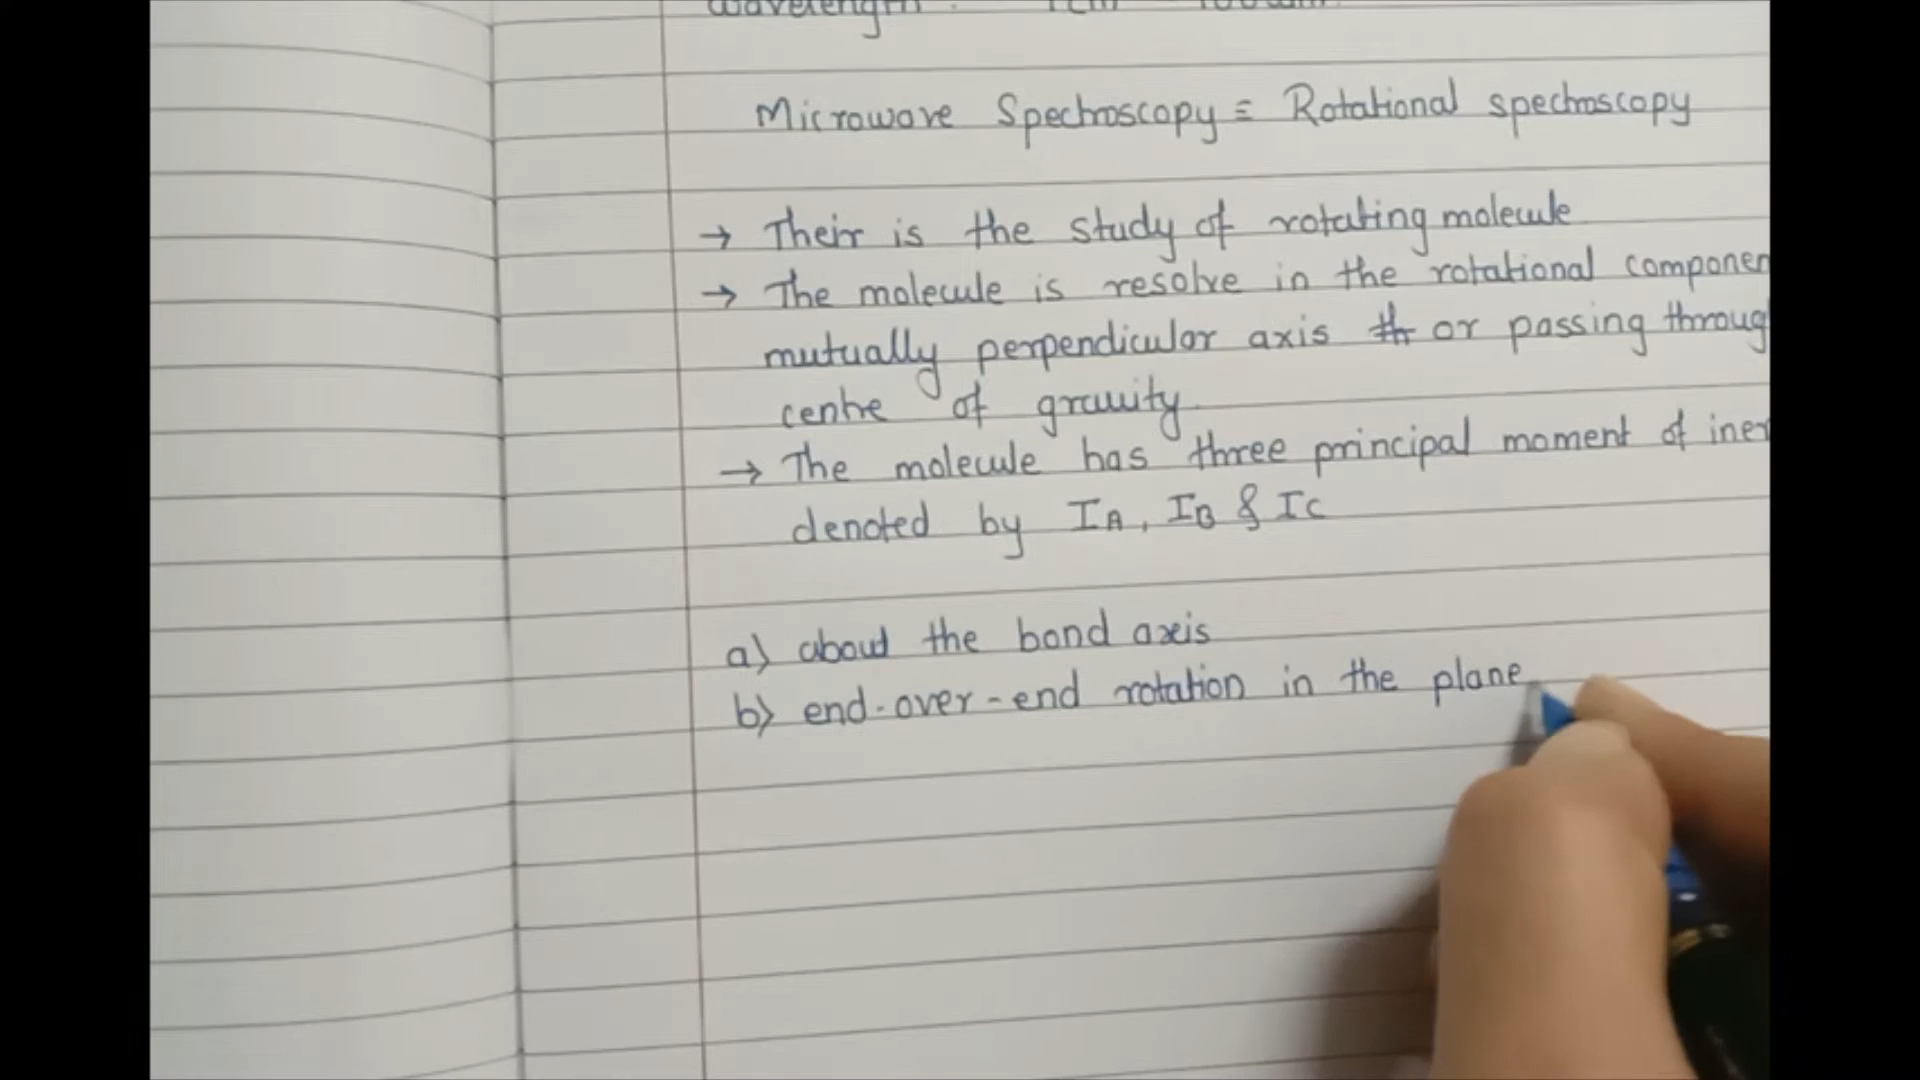 Wavelength : 1cm
Microwave Spectroscopy = Rotational spectroscopy
→ Their is the study of rotating molecule
→ The molecule is resolve in the rotational componen
mutually perpendicular axis or passing throug
centre of gravity
→ The molecule has three principal moment of iner
denoted by IA, IB & IC
a) about the bond axis
b) end-over-end rotation in the plane